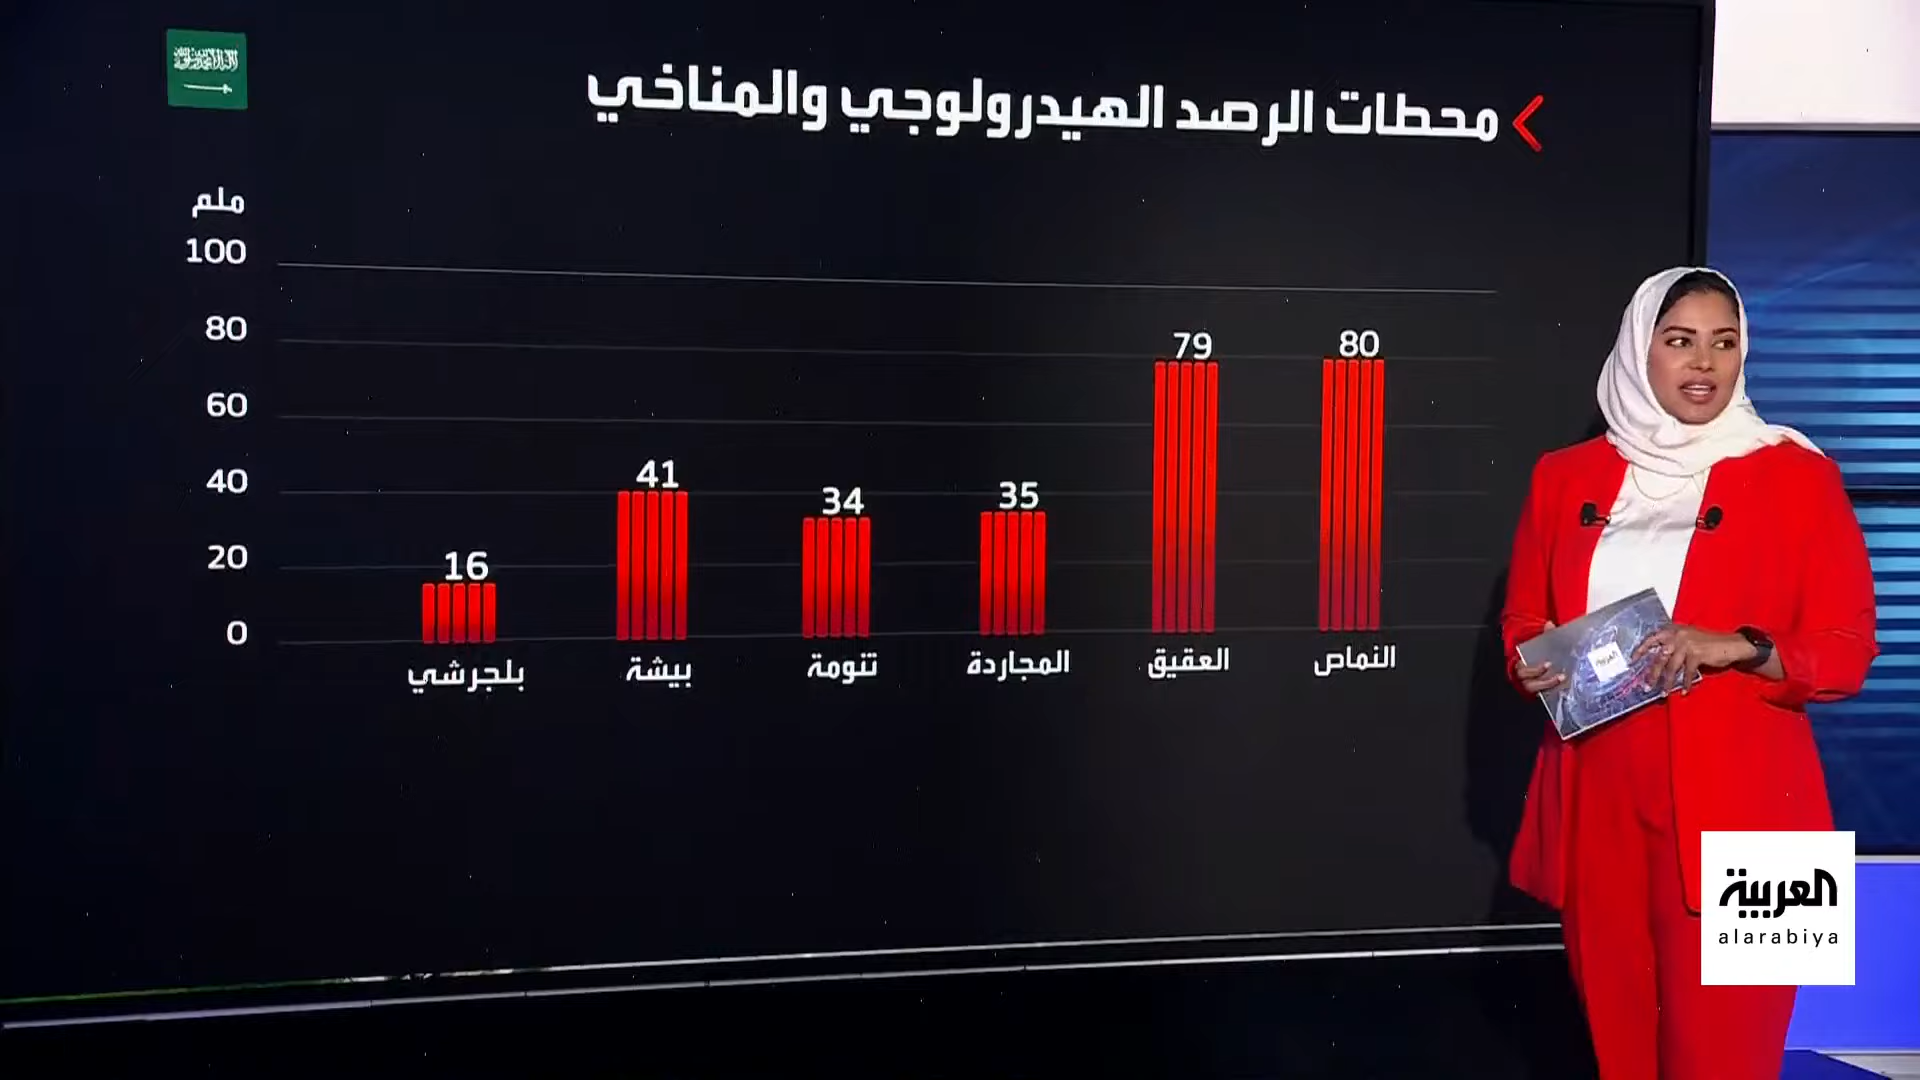 محطات الرصد الهيدرولوجي والمناخي
ملم
100
80
60
40
20
0
80
79
35
34
41
16
النماص
العقيق
المجاردة
تنومة
بيشة
بلجرشي
العربية
العربية
alarabiya